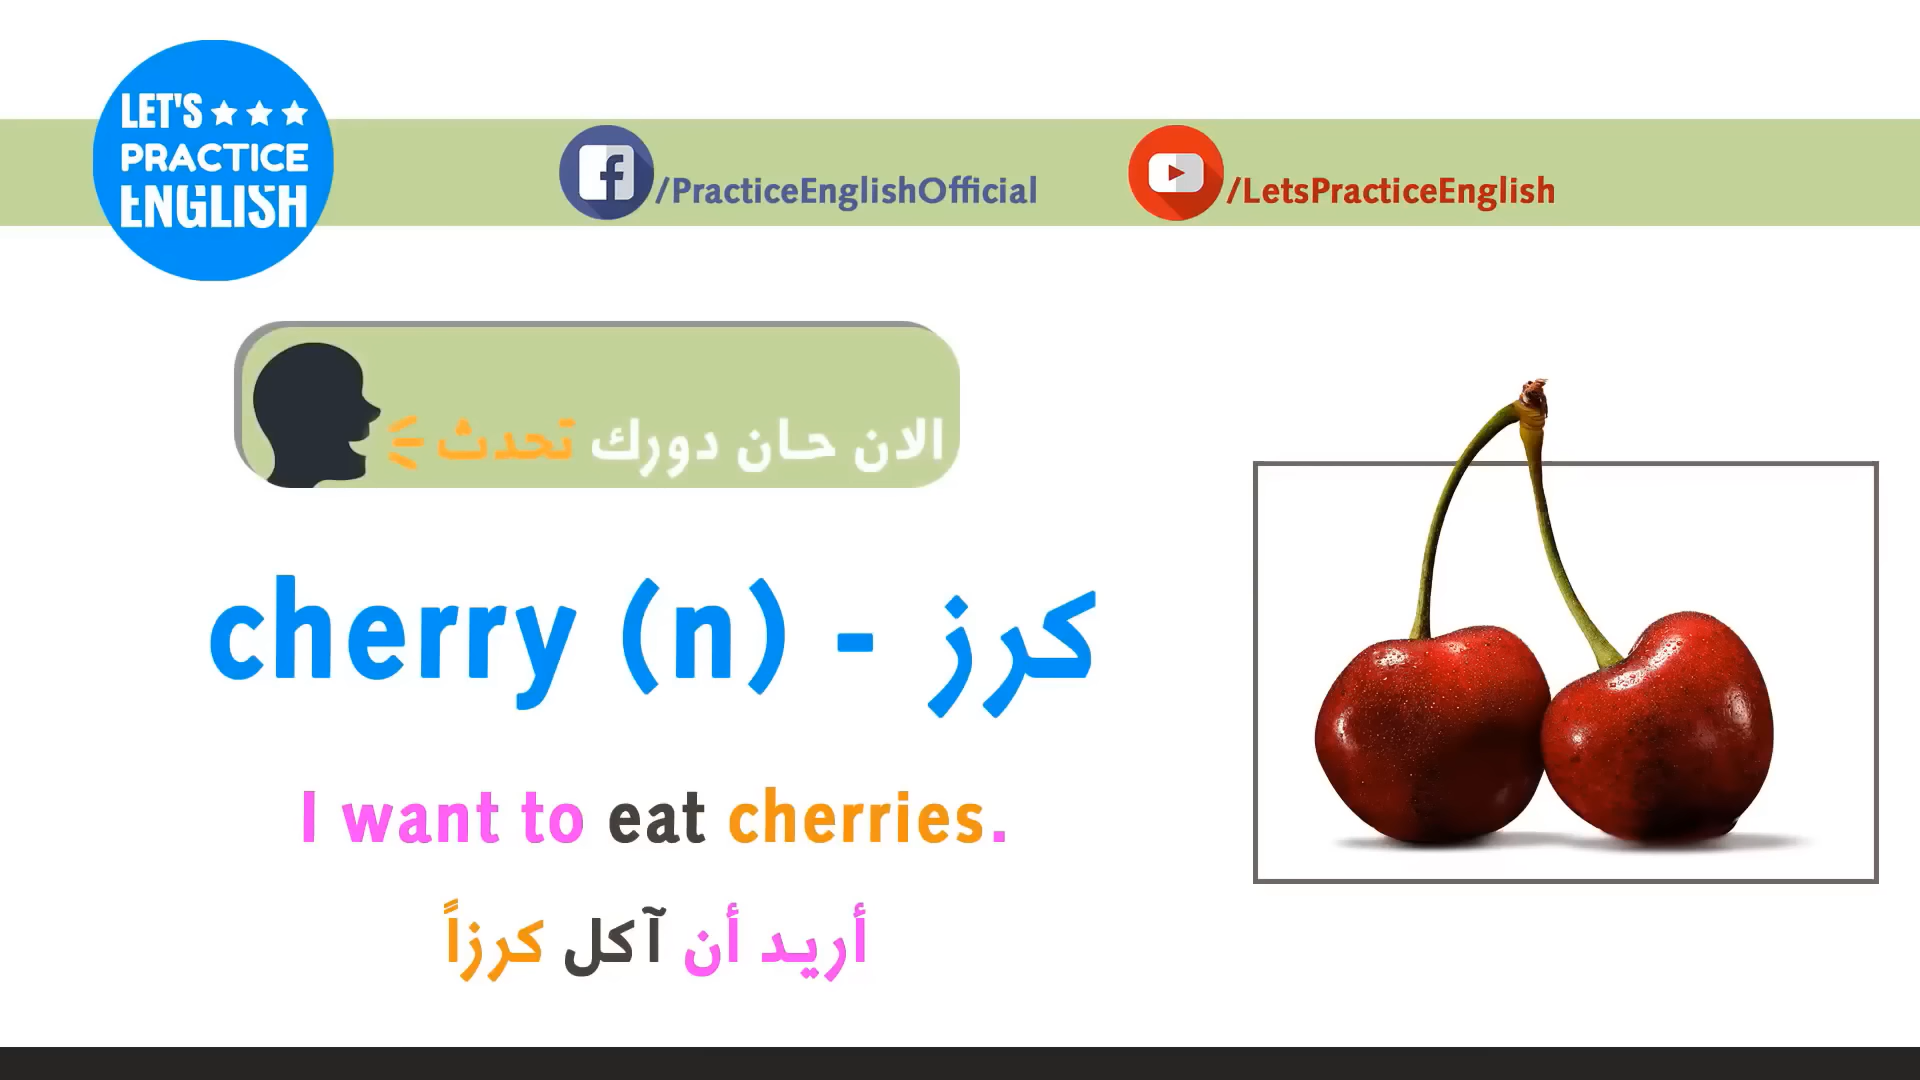 LET'S
PRACTICE
ENGLISH
/PracticeEnglishOfficial
/LetsPracticeEnglish
الان حان دورك تحدث
cherry (n) - كرز
I want to eat cherries.
أريد أن آكل كرزاً